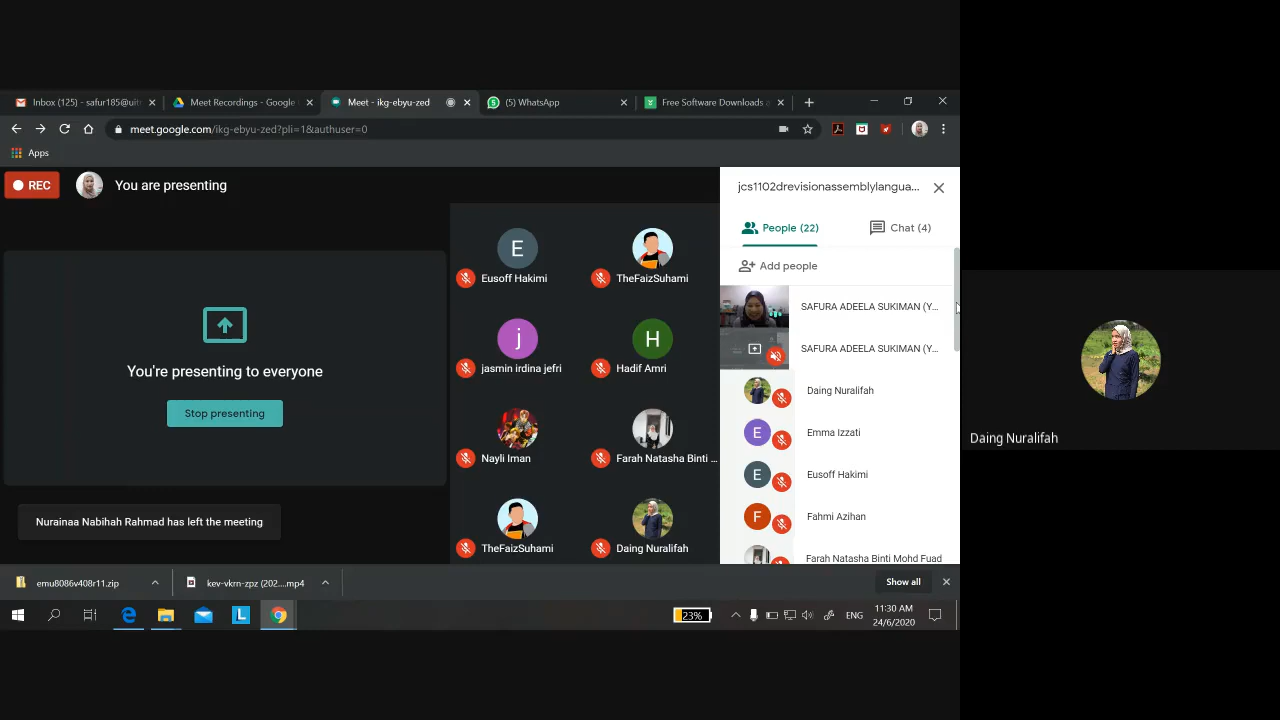 Inbox (125) - safur185@uit
Meet Recordings - Google
Meet - ikg-ebyu-zed
(5) WhatsApp
Free Software Downloads a
meet.google.com/ikg-ebyu-zed?pli=1&authuser=0
Apps
REC
You are presenting
jcs1102drevisionassemblylangua...
People (22)
Chat (4)
Add people
You're presenting to everyone
Stop presenting
Nurainaa Nabihah Rahmad has left the meeting
E
Eusoff Hakimi
TheFaizSuhami
j
jasmin irdina jefri
H
Hadif Amri
Nayli Iman
Farah Natasha Binti ...
TheFaizSuhami
Daing Nuralifah
SAFURA ADEELA SUKIMAN (Y...
SAFURA ADEELA SUKIMAN (Y...
Daing Nuralifah
E
Emma Izzati
E
Eusoff Hakimi
F
Fahmi Azihan
Farah Natasha Binti Mohd Fuad
Daing Nuralifah
emu8086v408r11.zip
kev-vkrn-zpz (202....mp4
Show all
L
23%
ENG
11:30 AM
24/6/2020